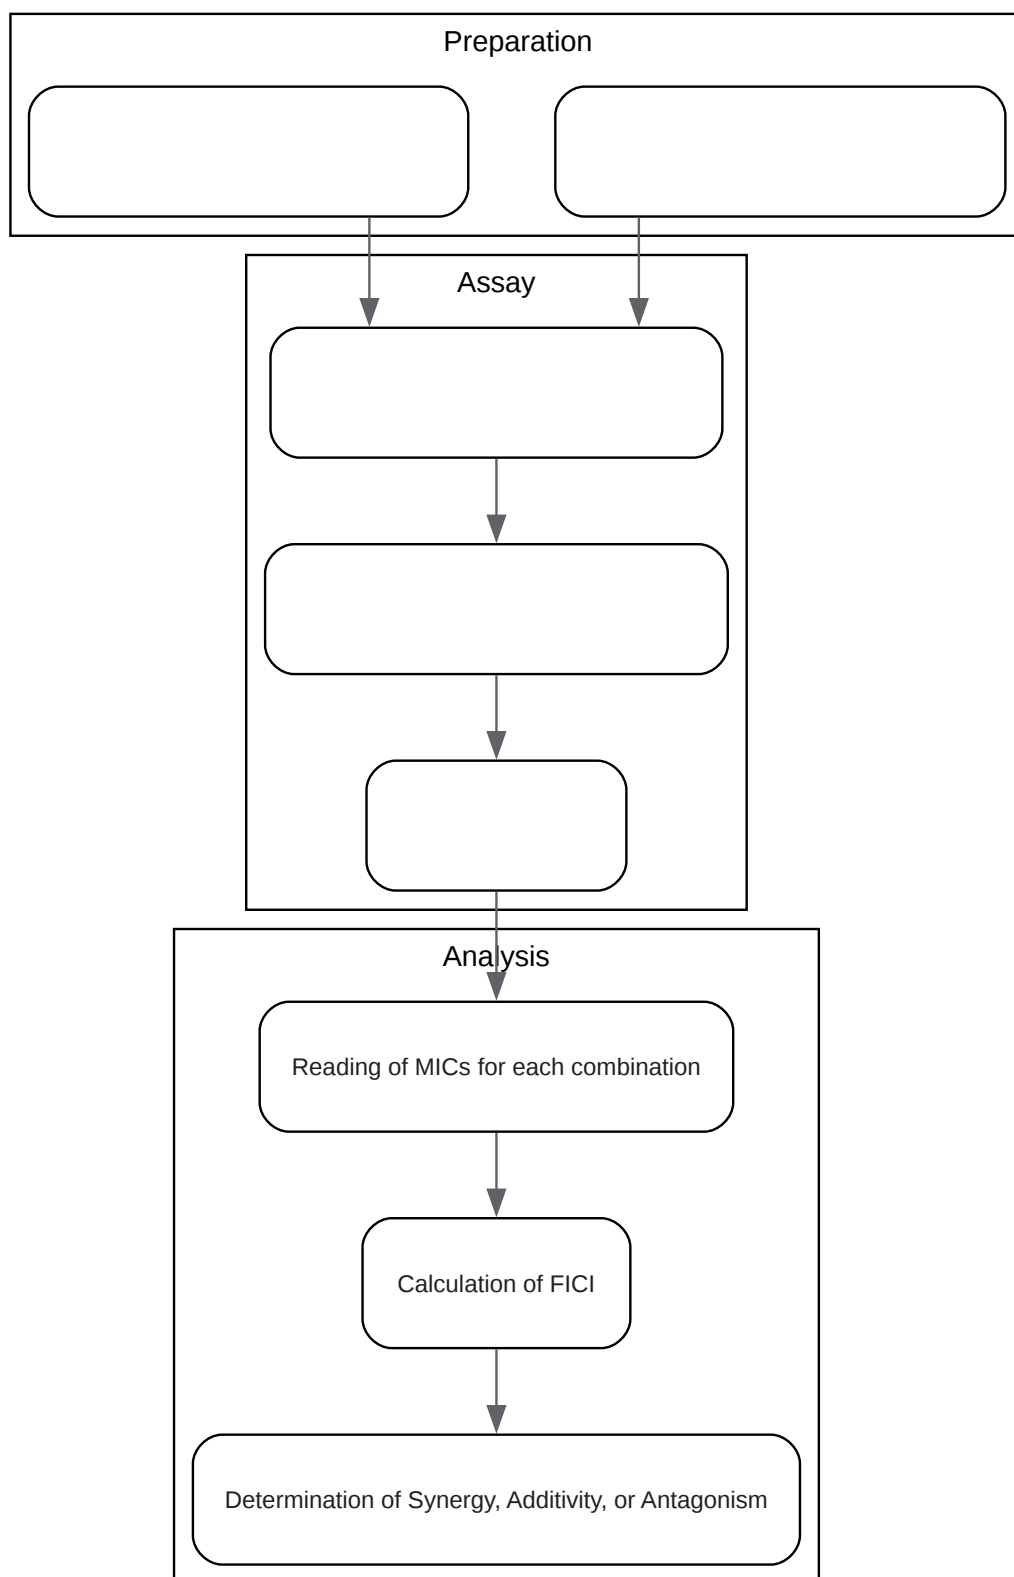 Preparation
Assay
Analysis
Reading of MICs for each combination
Calculation of FICI
Determination of Synergy, Additivity, or Antagonism